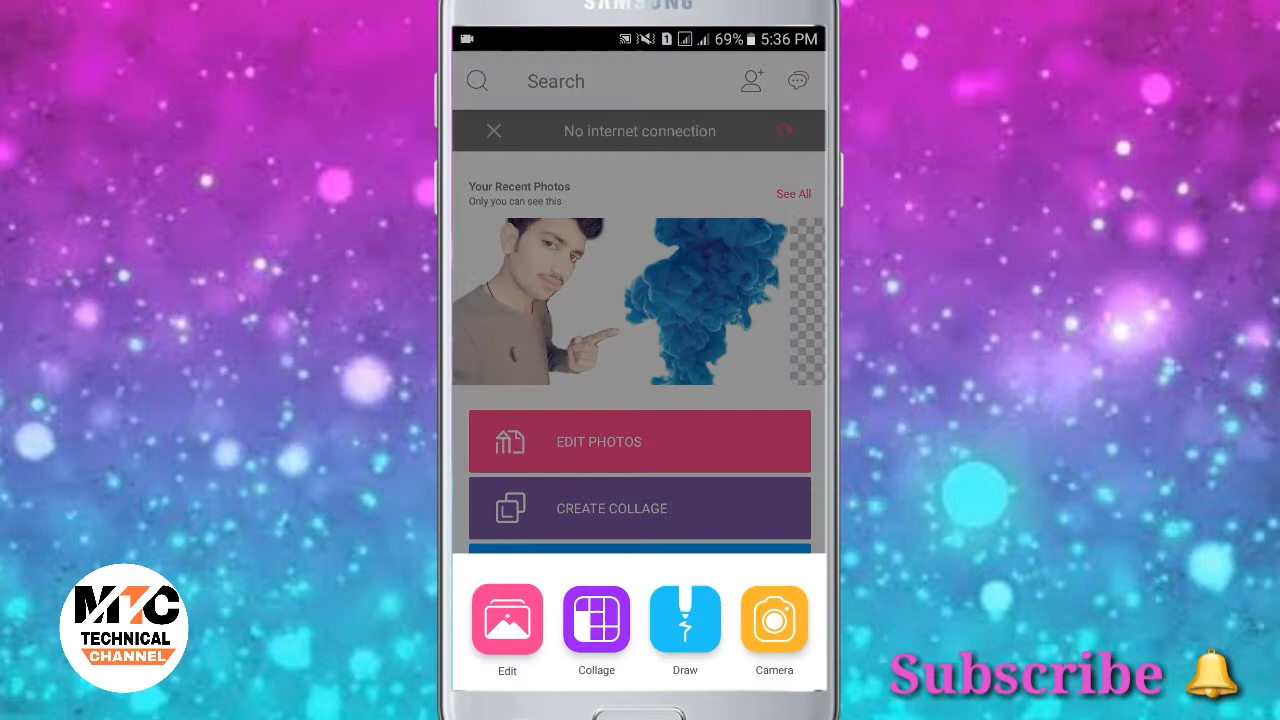 SAMSUNG
1 69% 5:36 PM
Search
No internet connection
Your Recent Photos
See All
Only you can see this
EDIT PHOTOS
CREATE COLLAGE
Edit
Collage
Draw
Camera
MTC
TECHNICAL
CHANNEL
Subscribe